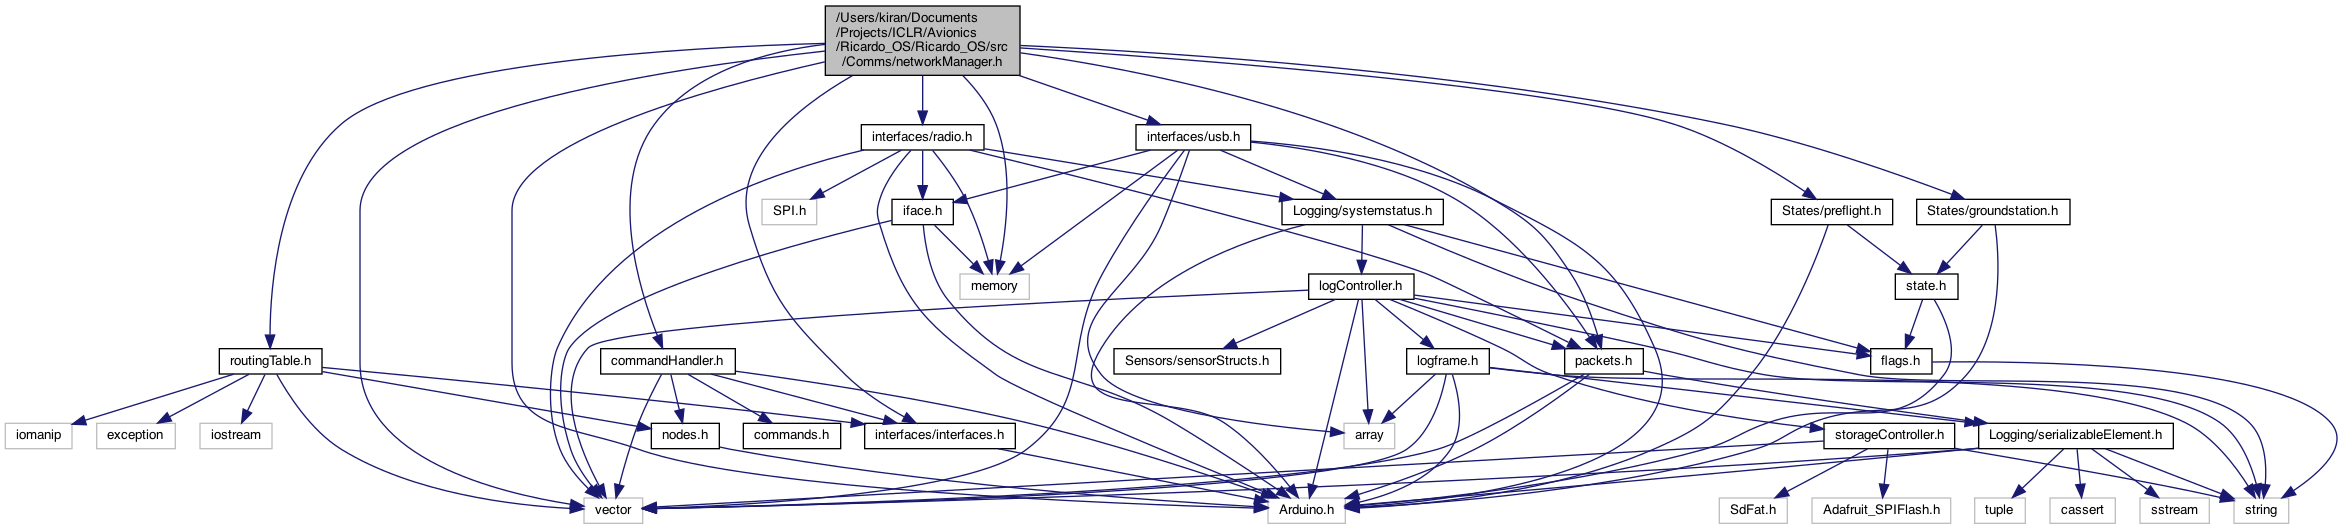 /Users/kiran/Documents
/Projects/ICLR/Avionics
/Ricardo_OS/Ricardo_OS/src
/Comms/networkManager.h
interfaces/radio.h
interfaces/usb.h
SPI.h
iface.h
Logging/systemstatus.h
States/preflight.h
States/groundstation.h
memory
logController.h
state.h
routingTable.h
commandHandler.h
Sensors/sensorStructs.h
logframe.h
packets.h
flags.h
iomanip
exception
iostream
nodes.h
commands.h
interfaces/interfaces.h
array
storageController.h
Logging/serializableElement.h
vector
Arduino.h
SdFat.h
Adafruit_SPIFlash.h
tuple
cassert
sstream
string